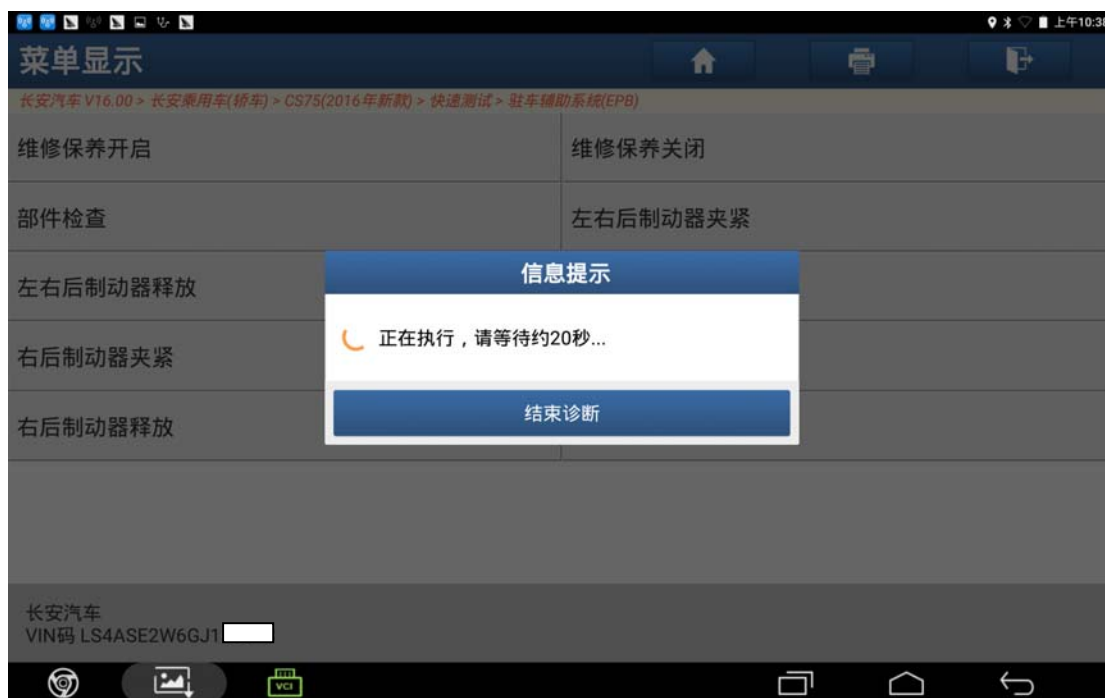 上午10:38
菜单显示
长安汽车 V16.00 > 长安乘用车(轿车) > CS75(2016年新款) > 快速测试 > 驻车辅助系统(EPB)
维修保养开启
维修保养关闭
部件检查
左右后制动器夹紧
左右后制动器释放
信息提示
正在执行，请等待约20秒...
右后制动器夹紧
结束诊断
右后制动器释放
长安汽车
VIN码 LS4ASE2W6GJ1
VCI